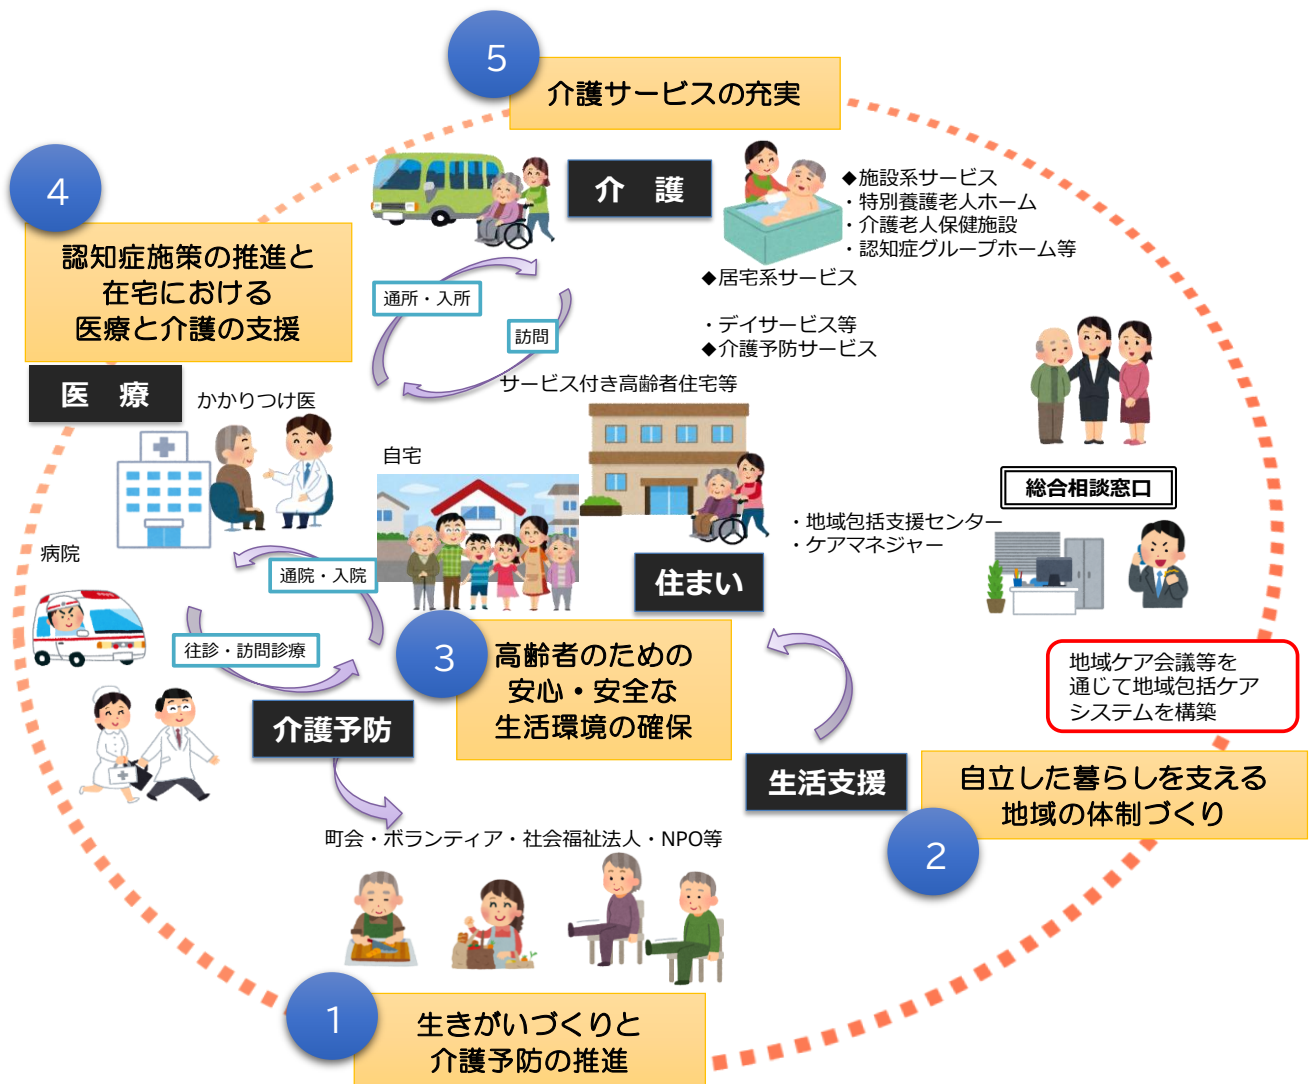 5
介護サービスの充実
4
認知症施策の推進と
在宅における
医療と介護の支援
介　護
◆施設系サービス
・特別養護老人ホーム
・介護老人保健施設
・認知症グループホーム等
◆居宅系サービス
・デイサービス等
◆介護予防サービス
通所・入所
訪問
医　療
かかりつけ医
病院
サービス付き高齢者住宅等
自宅
住まい
総合相談窓口
・地域包括支援センター
・ケアマネジャー
通院・入院
往診・訪問診療
3
高齢者のための
安心・安全な
生活環境の確保
地域ケア会議等を
通じて地域包括ケア
システムを構築
介護予防
生活支援
2
自立した暮らしを支える
地域の体制づくり
町会・ボランティア・社会福祉法人・NPO等
1
生きがいづくりと
介護予防の推進